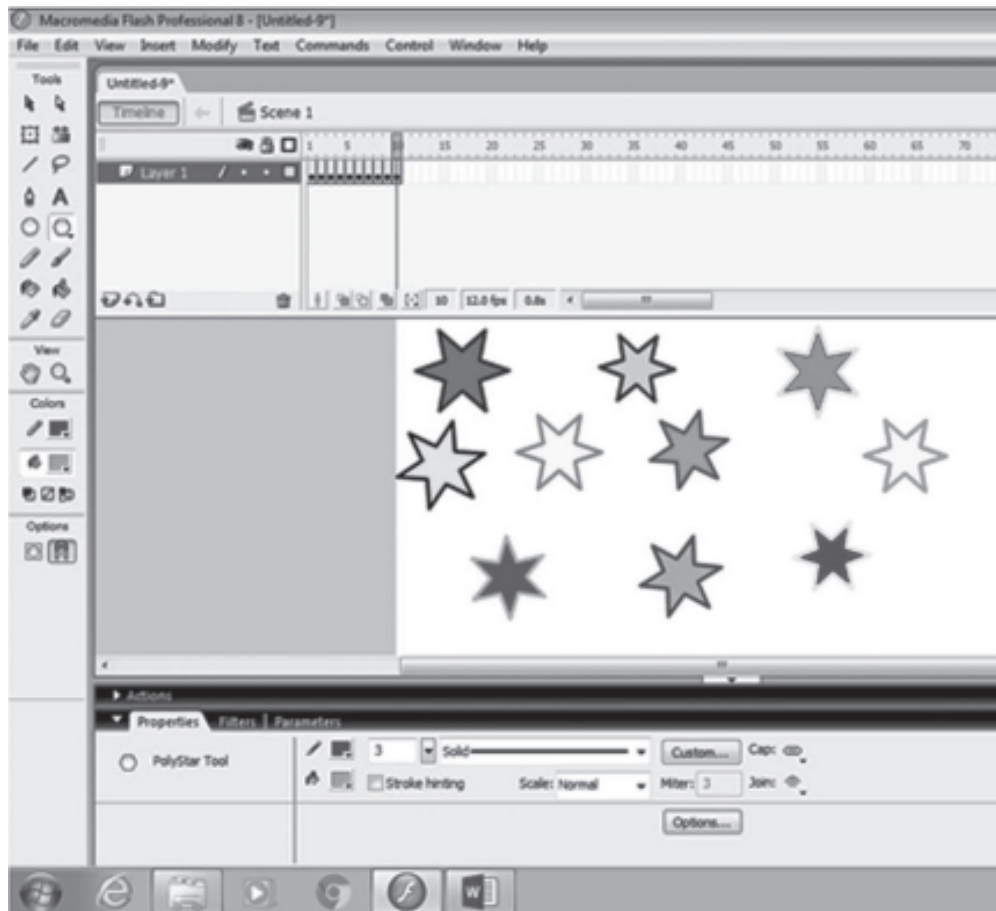 Macromedia Flash Professional 8 - [Untitled-9*]
File Edit View Insert Modify Text Commands Control Window Help
Tools
Untitled-9*
Timeline
Scene 1
1 5 10 15 20 25 30 35 40 45 50 55 60 65 70
Layer 1
10 12.0 fps 0.8s
View
Colors
Options
Actions
Properties Filters Parameters
PolyStar Tool
3 Solid Custom... Cap:
Stroke hinting Scale: Normal Miter: 3 Join:
Options...
W